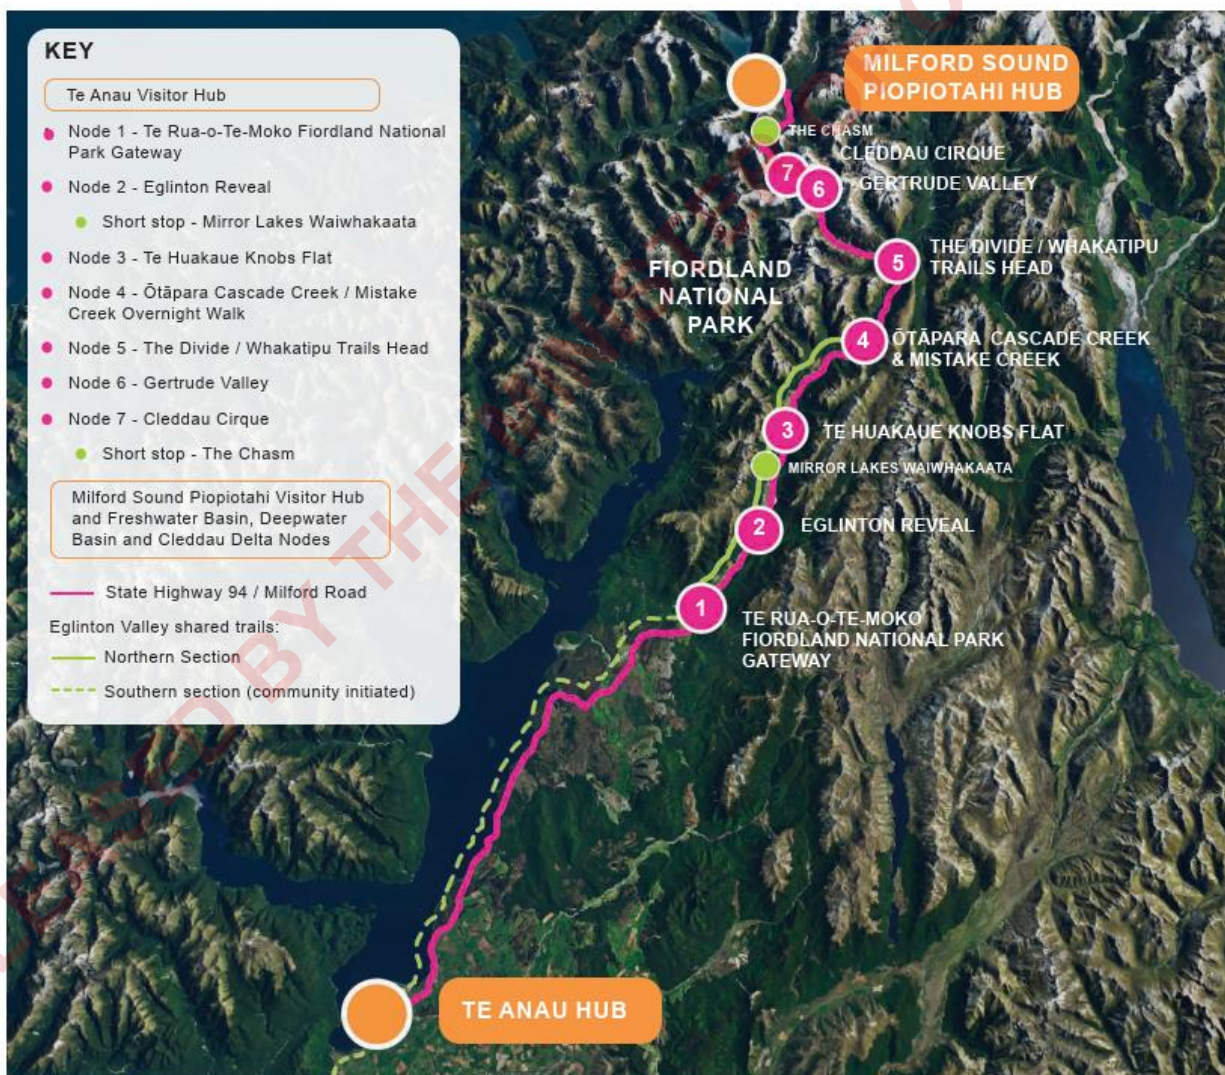 KEY
Te Anau Visitor Hub
Node 1 - Te Rua-o-Te-Moko Fiordland National
Park Gateway
Node 2 - Eglinton Reveal
Short stop - Mirror Lakes Waiwhakaata
Node 3 - Te Huakaue Knobs Flat
Node 4 - Ōtāpara Cascade Creek / Mistake
Creek Overnight Walk
Node 5 - The Divide / Whakatipu Trails Head
Node 6 - Gertrude Valley
Node 7 - Cleddau Cirque
Short stop - The Chasm
Milford Sound Piopiotahi Visitor Hub
and Freshwater Basin, Deepwater
Basin and Cleddau Delta Nodes
State Highway 94 / Milford Road
Eglinton Valley shared trails:
Northern Section
Southern section (community initiated)
MILFORD SOUND
PIOPIOTAHI HUB
THE CHASM
CLEDDAU CIRQUE
7
6
GERTRUDE VALLEY
5
THE DIVIDE / WHAKATIPU
TRAILS HEAD
FIORDLAND
NATIONAL
PARK
4
ŌTĀPARA CASCADE CREEK
& MISTAKE CREEK
3
TE HUAKAUE KNOBS FLAT
MIRROR LAKES WAIWHAKAATA
2
EGLINTON REVEAL
1
TE RUA-O-TE-MOKO
FIORDLAND NATIONAL PARK
GATEWAY
TE ANAU HUB
BY THE